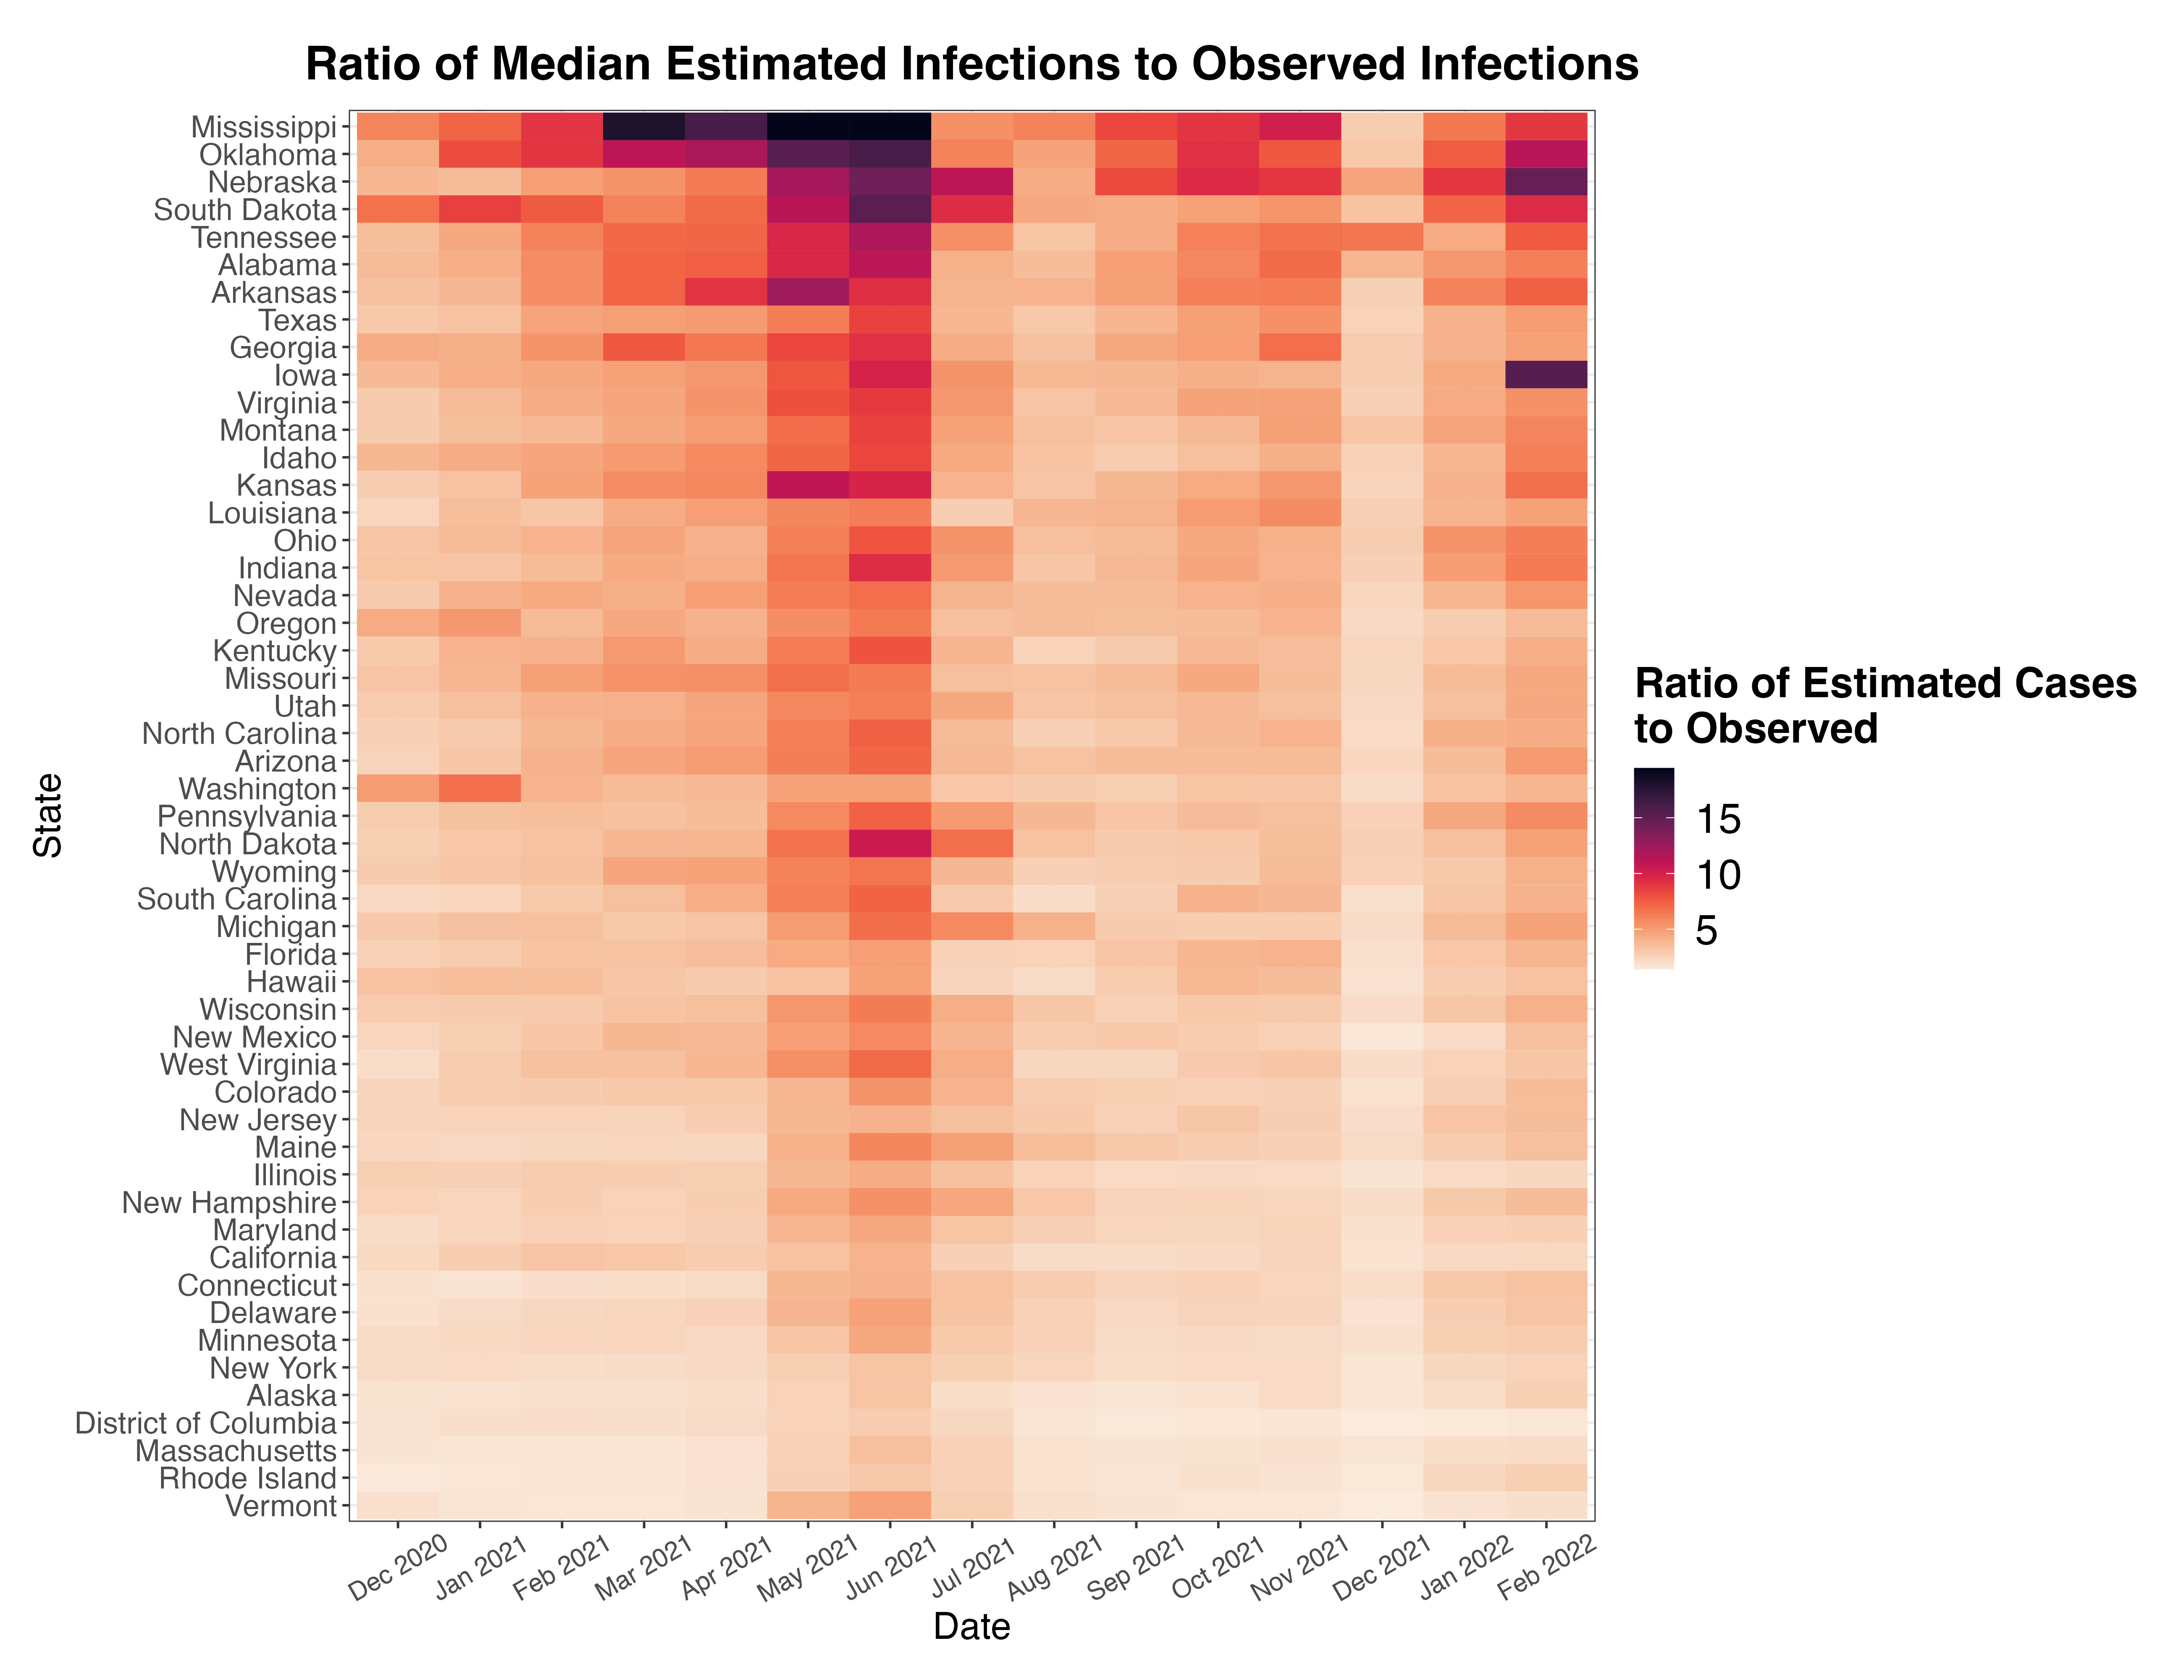 Ratio of Median Estimated Infections to Observed Infections
State
Mississippi
Oklahoma
Nebraska
South Dakota
Tennessee
Alabama
Arkansas
Texas
Georgia
Iowa
Virginia
Montana
Idaho
Kansas
Louisiana
Ohio
Indiana
Nevada
Oregon
Kentucky
Missouri
Utah
North Carolina
Arizona
Washington
Pennsylvania
North Dakota
Wyoming
South Carolina
Michigan
Florida
Hawaii
Wisconsin
New Mexico
West Virginia
Colorado
New Jersey
Maine
Illinois
New Hampshire
Maryland
California
Connecticut
Delaware
Minnesota
New York
Alaska
District of Columbia
Massachusetts
Rhode Island
Vermont
Dec 2020
Jan 2021
Feb 2021
Mar 2021
Apr 2021
May 2021
Jun 2021
Jul 2021
Aug 2021
Sep 2021
Oct 2021
Nov 2021
Dec 2021
Jan 2022
Feb 2022
Date
Ratio of Estimated Cases
to Observed
15
10
5